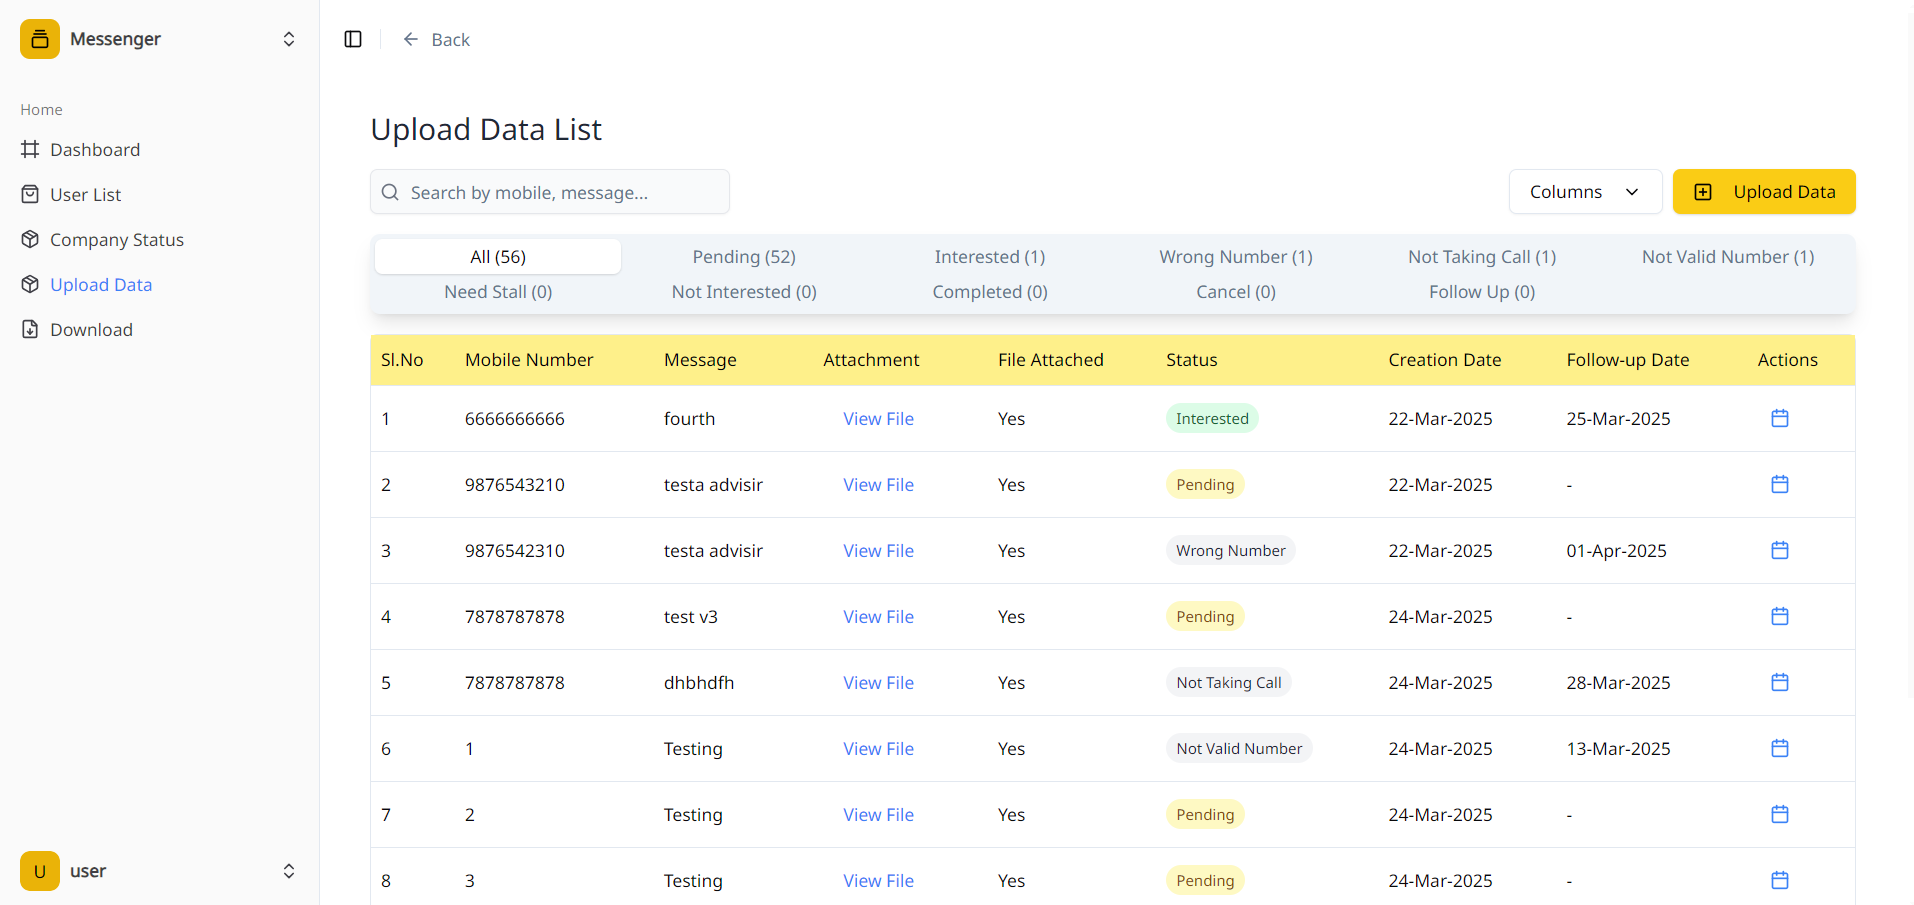 Messenger
Home
Dashboard
User List
Company Status
Upload Data
Download
U user
Back
Upload Data List
Search by mobile, message...
Columns
Upload Data
All (56) Pending (52) Interested (1) Wrong Number (1) Not Taking Call (1) Not Valid Number (1)
Need Stall (0) Not Interested (0) Completed (0) Cancel (0) Follow Up (0)
Sl.No Mobile Number Message Attachment File Attached Status Creation Date Follow-up Date Actions
1 6666666666 fourth View File Yes Interested 22-Mar-2025 25-Mar-2025
2 9876543210 testa advisir View File Yes Pending 22-Mar-2025 -
3 9876542310 testa advisir View File Yes Wrong Number 22-Mar-2025 01-Apr-2025
4 7878787878 test v3 View File Yes Pending 24-Mar-2025 -
5 7878787878 dhbhdfh View File Yes Not Taking Call 24-Mar-2025 28-Mar-2025
6 1 Testing View File Yes Not Valid Number 24-Mar-2025 13-Mar-2025
7 2 Testing View File Yes Pending 24-Mar-2025 -
8 3 Testing View File Yes Pending 24-Mar-2025 -